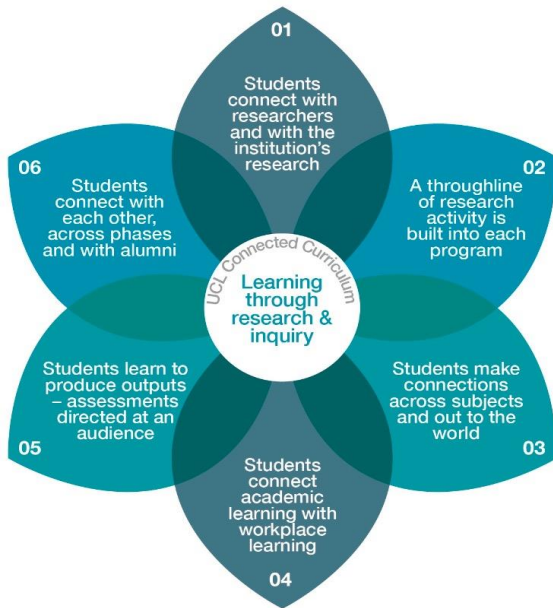 01
Students
connect with
researchers
and with the
institution's
research
02
A throughline
of research
activity is
built into each
program
03
Students make
connections
across subjects
and out to the
world
04
Students
connect
academic
learning with
workplace
learning
05
Students learn to
produce outputs
– assessments
directed at an
audience
06
Students
connect with
each other,
across phases
and with alumni
UCL Connected Curriculum
Learning
through
research &
inquiry